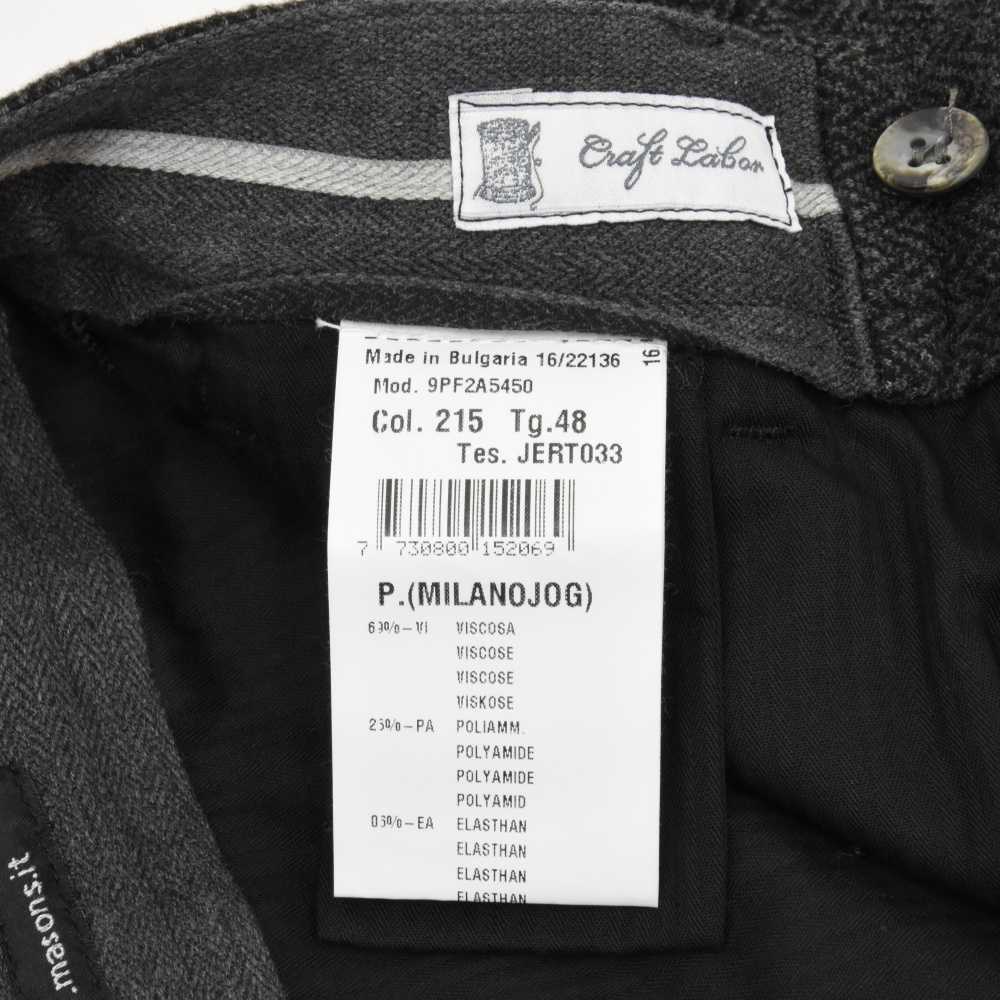 Craft Labor
Made in Bulgaria 16/22136
16
Mod. 9PF2A5450
Col. 215 Tg.48
Tes. JERT033
7 730800 152069
P.(MILANOJOG)
69%-VI VISCOSA
VISCOSE
VISCOSE
VISKOSE
25%-PA POLIAMM.
POLYAMIDE
POLYAMIDE
POLYAMID
06%-EA ELASTHAN
ELASTHAN
ELASTHAN
ELASTHAN
.masons.it